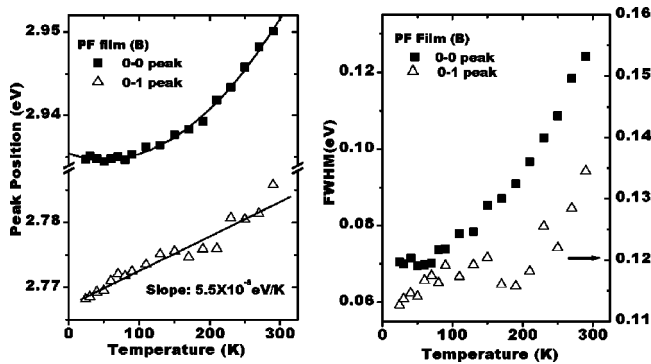 2.95
PF film (B)
0-0 peak
0-1 peak
2.94
Peak Position (eV)
2.78
2.77
Slope:
0 100 200 300
Temperature (K)
0.16
PF Film (B)
0-0 peak
0-1 peak
0.12
0.15
0.10
0.14
FWHM(eV)
0.13
0.08
0.12
0.06
0.11
0 100 200 300
Temperature (K)